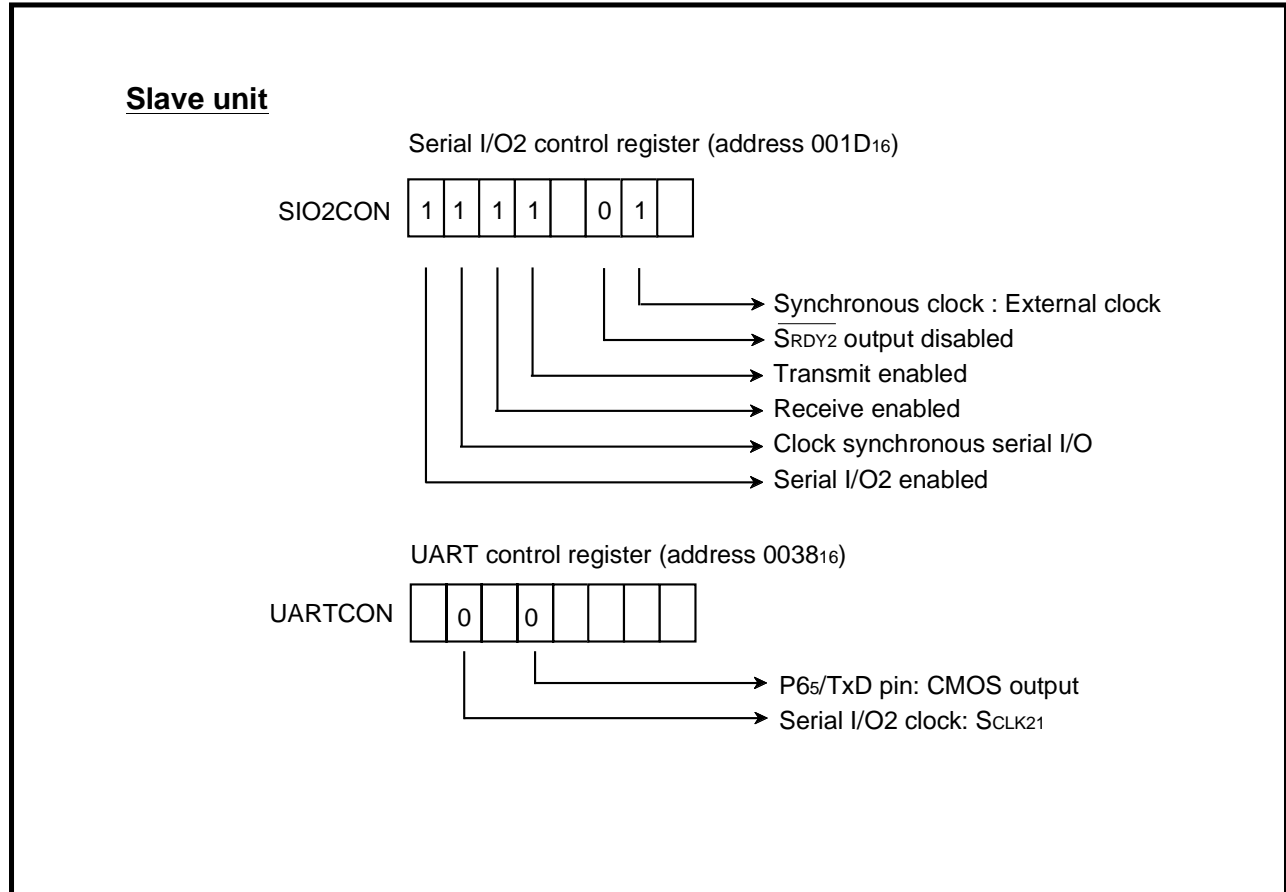 Slave unit
Serial I/O2 control register (address 001D16)
SIO2CON 1 1 1 1 0 1
Synchronous clock : External clock
SRDY2 output disabled
Transmit enabled
Receive enabled
Clock synchronous serial I/O
Serial I/O2 enabled
UART control register (address 003816)
UARTCON 0 0
P65/TxD pin: CMOS output
Serial I/O2 clock: SCLK21